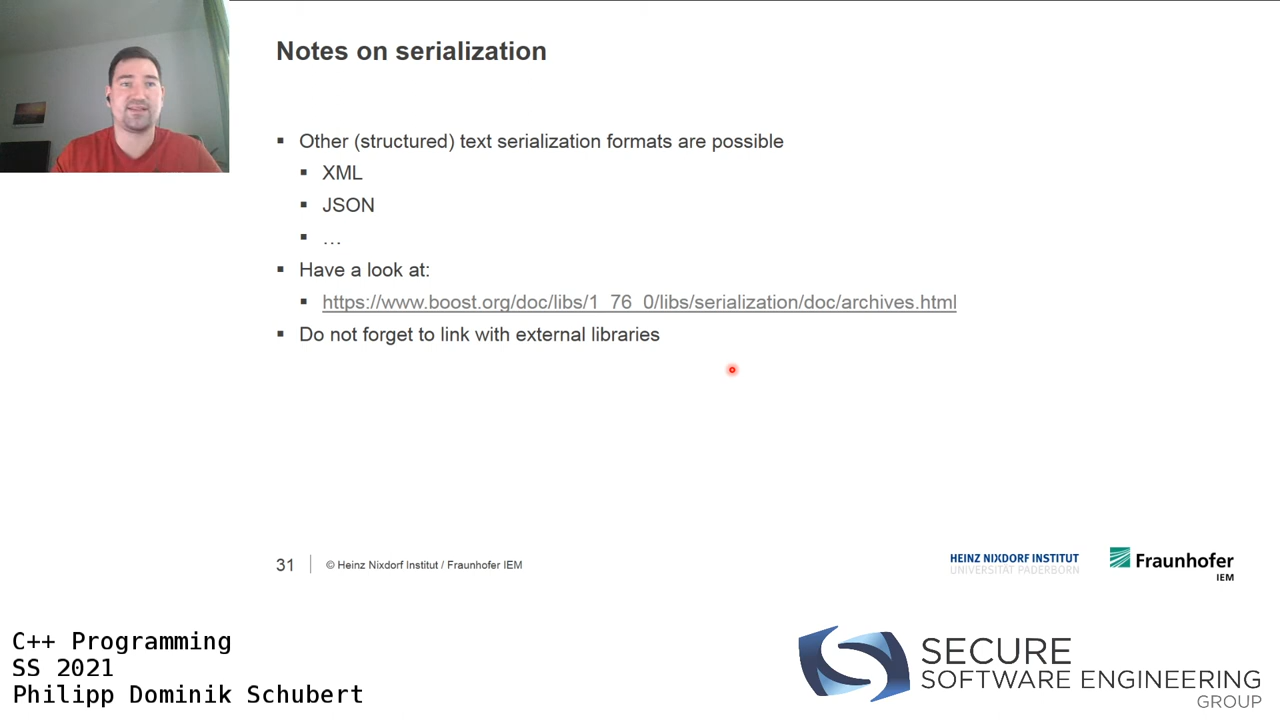 Notes on serialization
▪ Other (structured) text serialization formats are possible
▪ XML
▪ JSON
▪ …
▪ Have a look at:
▪ https://www.boost.org/doc/libs/1_76_0/libs/serialization/doc/archives.html
▪ Do not forget to link with external libraries
31 © Heinz Nixdorf Institut / Fraunhofer IEM
HEINZ NIXDORF INSTITUT
UNIVERSITÄT PADERBORN
Fraunhofer
IEM
C++ Programming
SS 2021
Philipp Dominik Schubert
SECURE
SOFTWARE ENGINEERING
GROUP